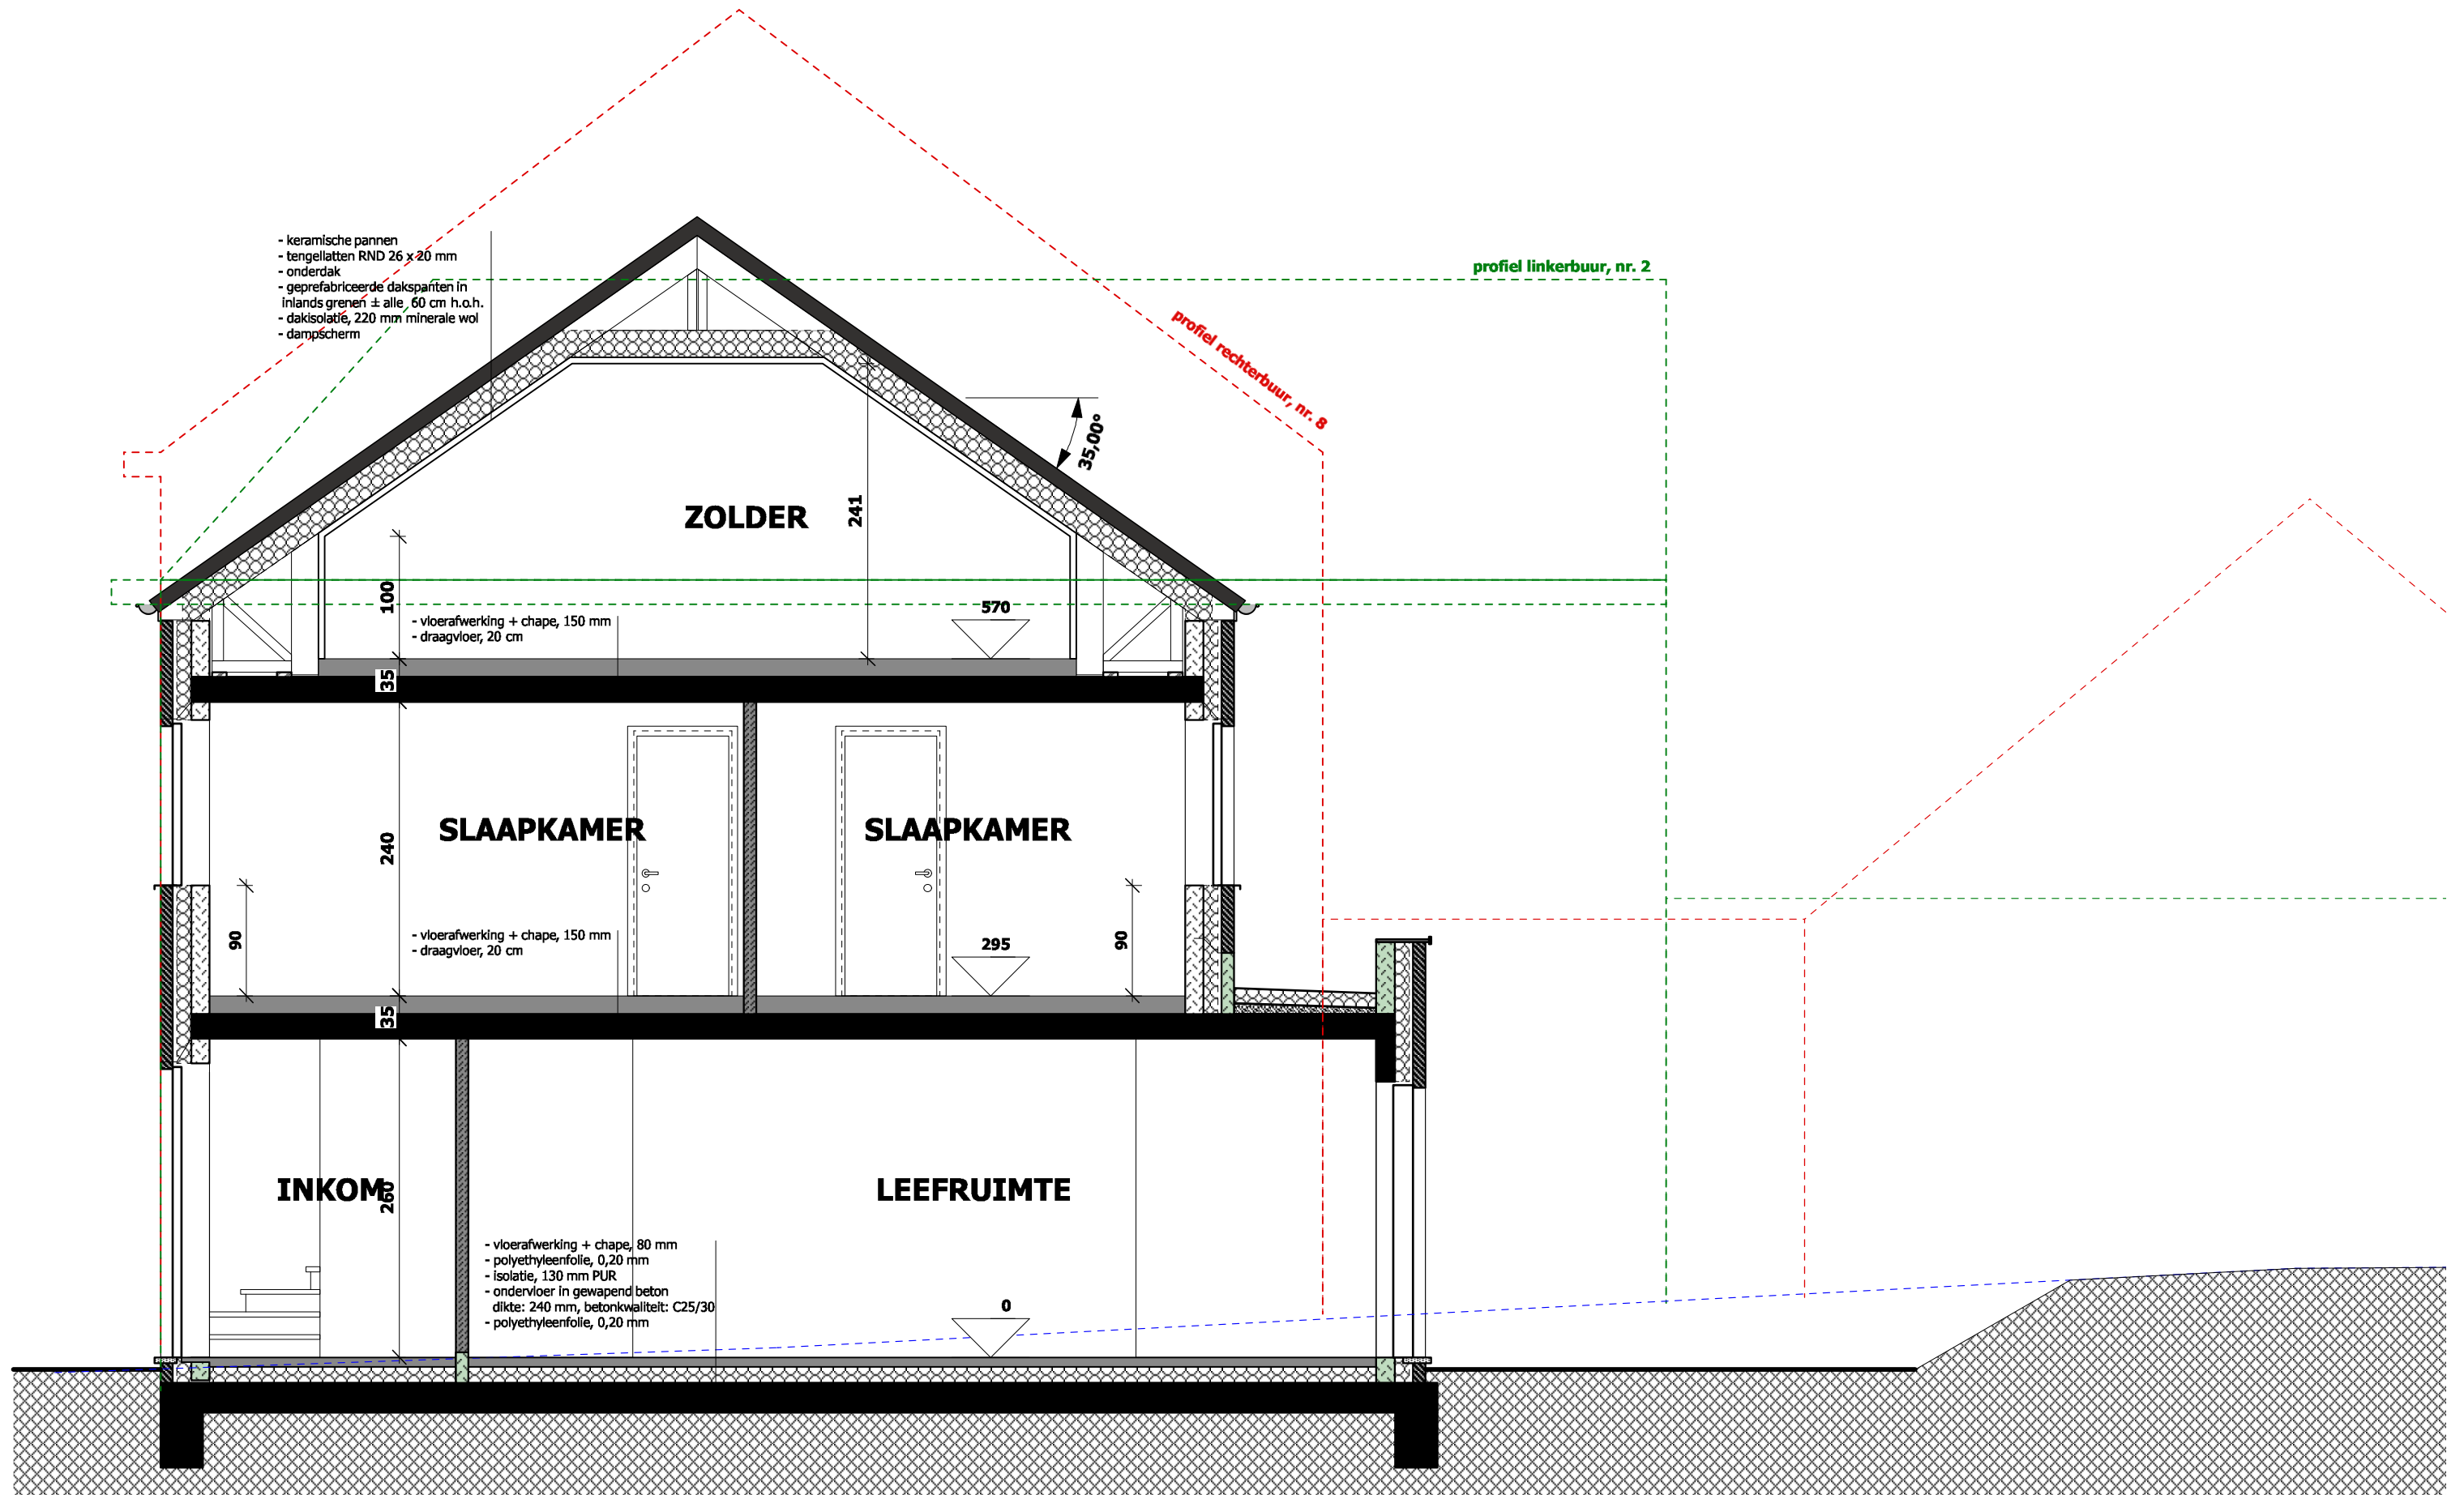 profiel linkerbuur, nr. 2
- keramische pannen
- tengellatten RND 26 x 20 mm
- onderdak
- geprefabriceerde dakspanten in
inlands grenen ± alle 60 cm h.o.h.
- dakisolatie, 220 mm minerale wol
- dampscherm
profiel rechterbuur, nr. 8
35,00°
ZOLDER
241
100
570
- vloerafwerking + chape, 150 mm
- draagvloer, 20 cm
35
SLAAPKAMER
SLAAPKAMER
240
90
- vloerafwerking + chape, 150 mm
- draagvloer, 20 cm
295
90
35
INKOM
260
LEEFRUIMTE
- vloerafwerking + chape, 80 mm
- polyethyleenfolie, 0,20 mm
- isolatie, 130 mm PUR
- ondervloer in gewapend beton
dikte: 240 mm, betonkwaliteit: C25/30
- polyethyleenfolie, 0,20 mm
0